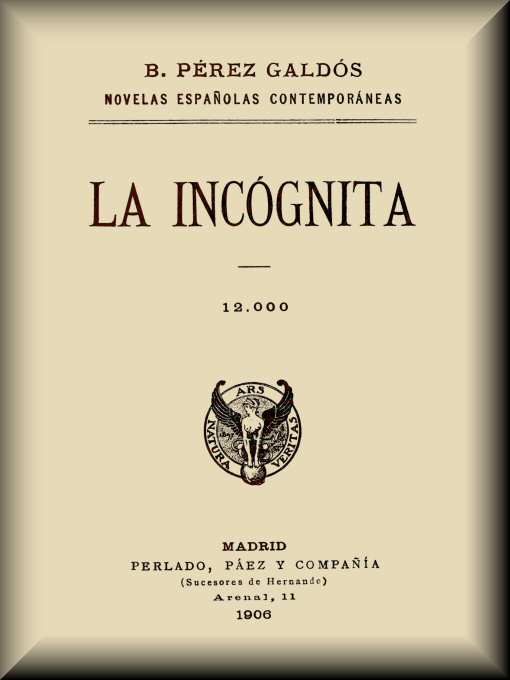 B. PÉREZ GALDÓS
NOVELAS ESPAÑOLAS CONTEMPORÁNEAS
LA INCÓGNITA
12.000
ARS
NATURA
VERITAS
MADRID
PERLADO, PÁEZ Y COMPAÑÍA
(Sucesores de Hernando)
Arenal, 11
1906